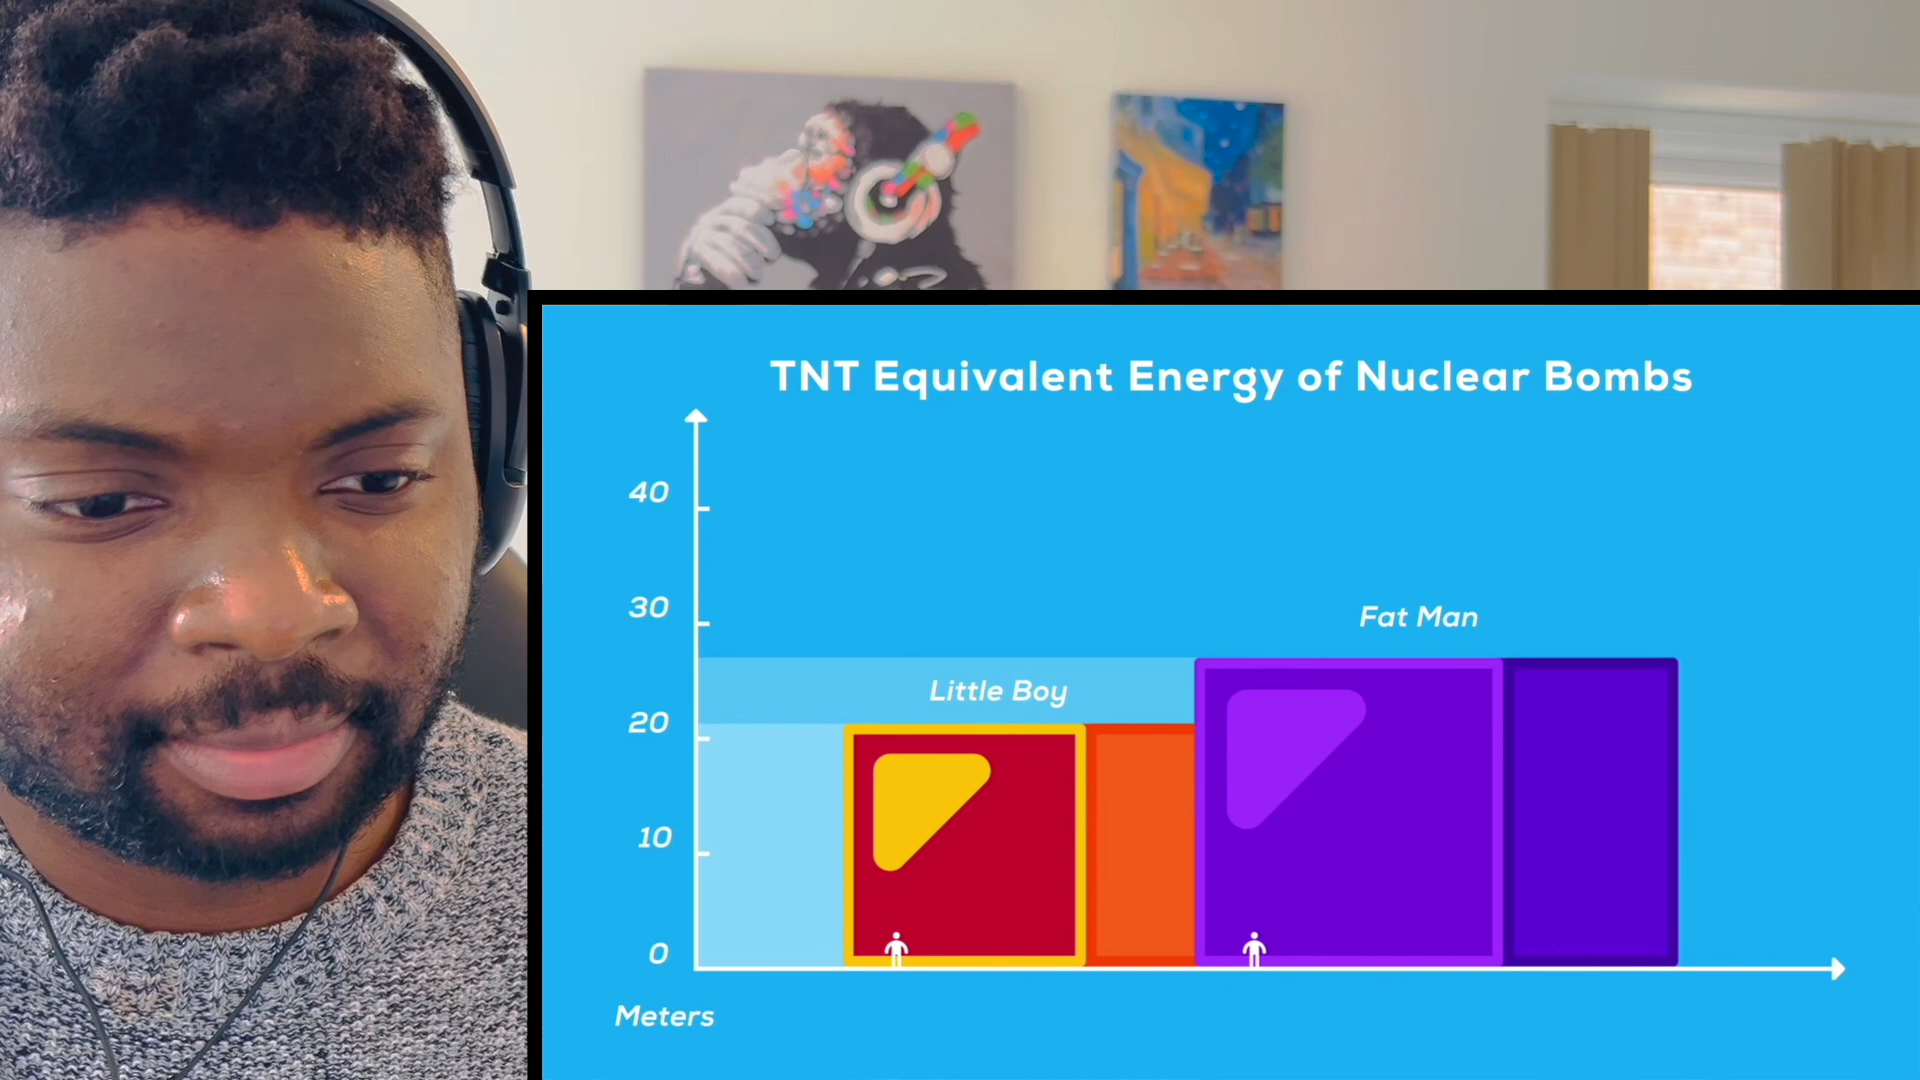 TNT Equivalent Energy of Nuclear Bombs
40
30
Fat Man
Little Boy
20
10
0
Meters